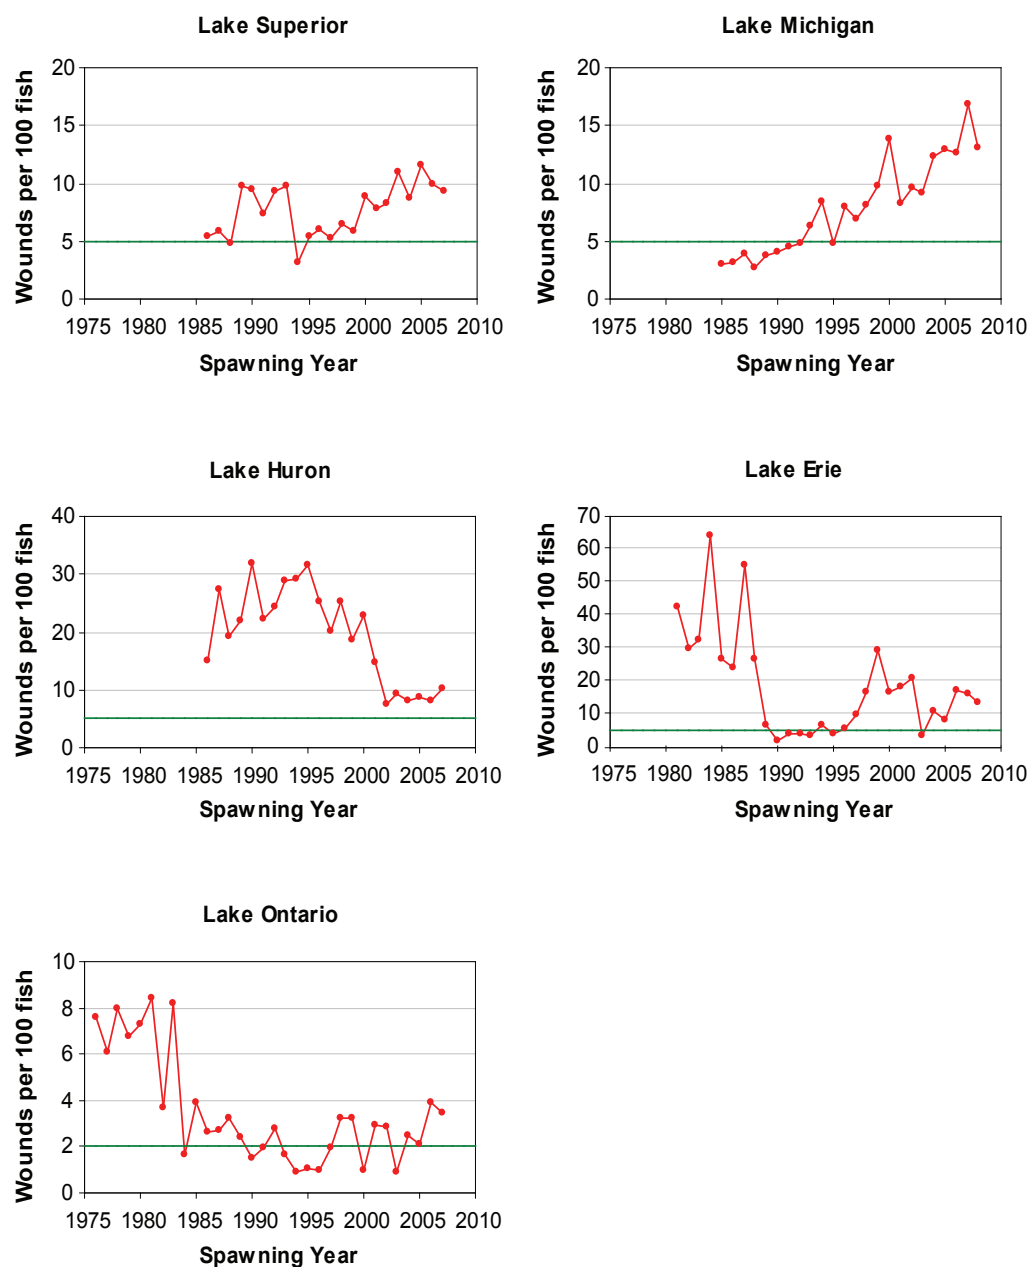 Lake Superior
Wounds per 100 fish
20
15
10
5
0
1975 1980 1985 1990 1995 2000 2005 2010
Spawning Year
Lake Michigan
Wounds per 100 fish
20
15
10
5
0
1975 1980 1985 1990 1995 2000 2005 2010
Spawning Year
Lake Huron
Wounds per 100 fish
40
30
20
10
0
1975 1980 1985 1990 1995 2000 2005 2010
Spawning Year
Lake Erie
Wounds per 100 fish
70
60
50
40
30
20
10
0
1975 1980 1985 1990 1995 2000 2005 2010
Spawning Year
Lake Ontario
Wounds per 100 fish
10
8
6
4
2
0
1975 1980 1985 1990 1995 2000 2005 2010
Spawning Year